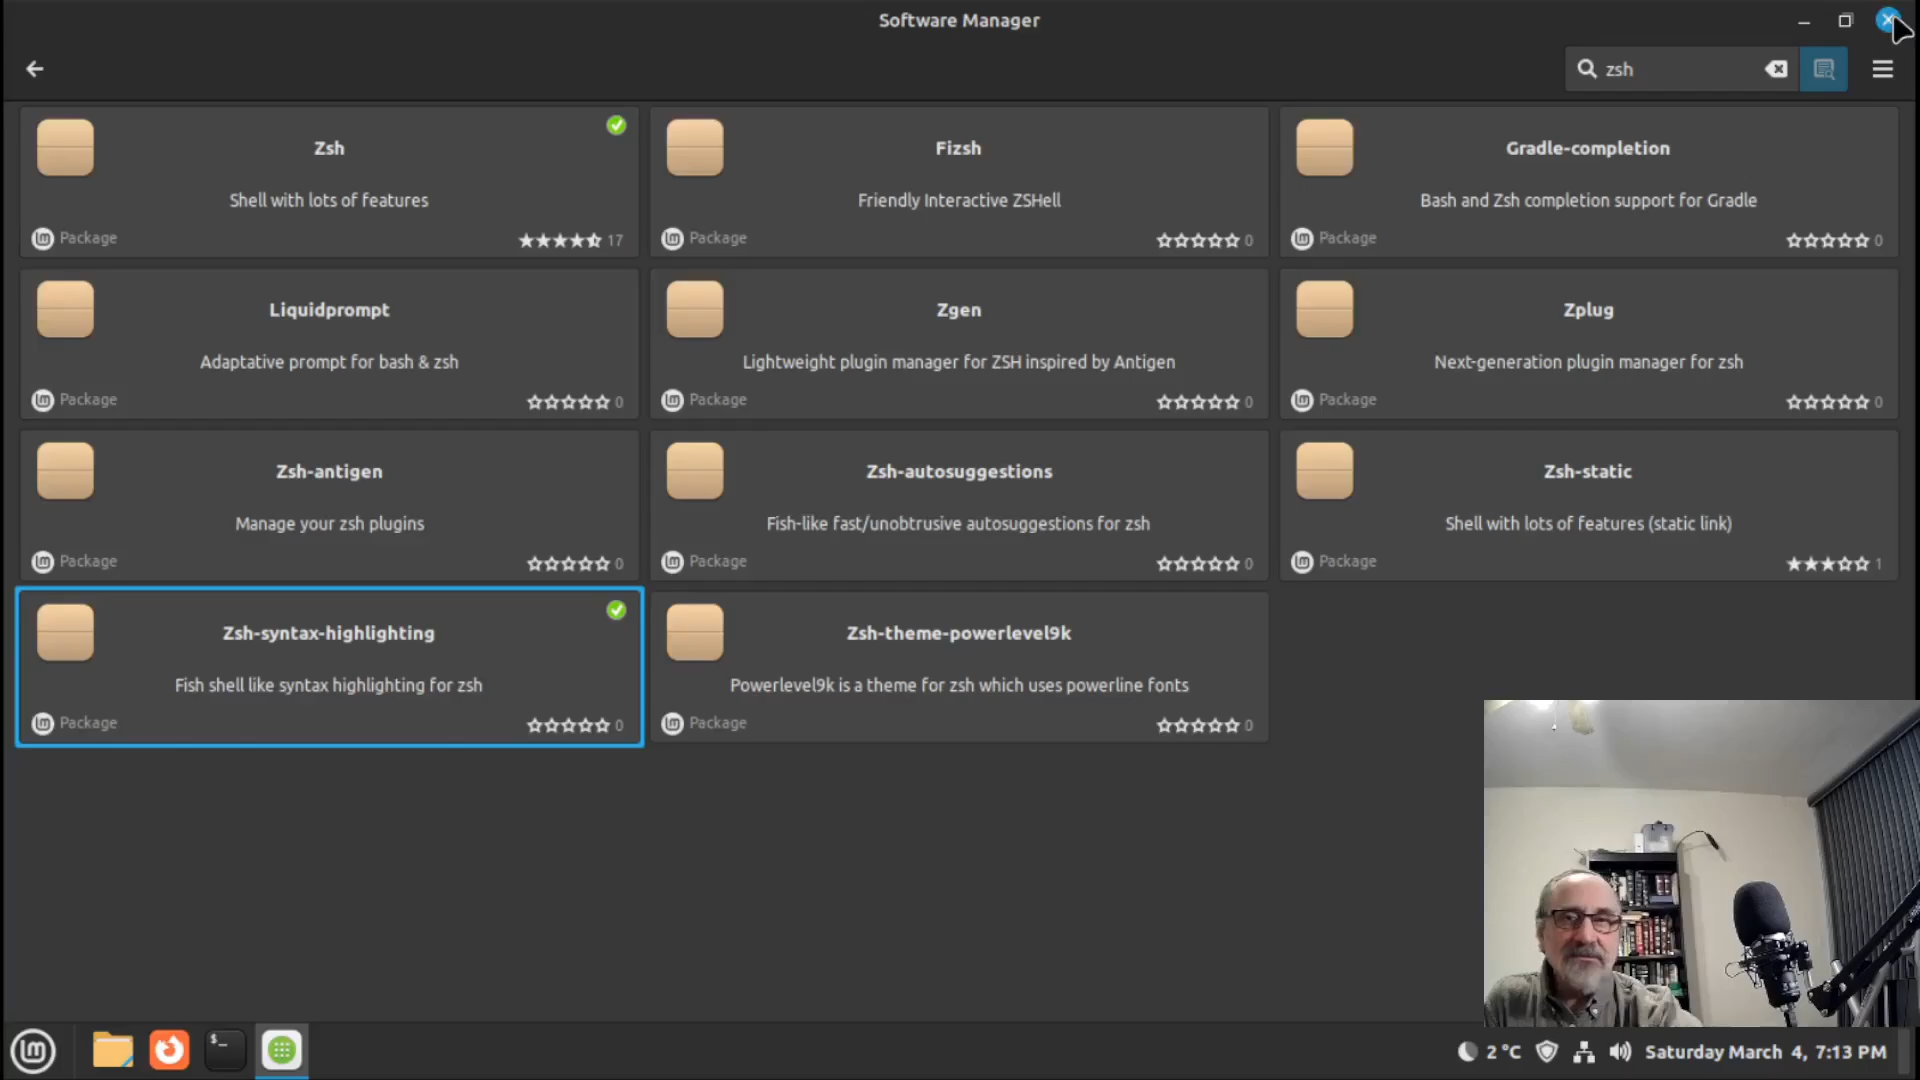 Software Manager
zsh
Zsh
Shell with lots of features
Package
17
Fizsh
Friendly Interactive ZSHell
Package
0
Gradle-completion
Bash and Zsh completion support for Gradle
Package
0
Liquidprompt
Adaptative prompt for bash & zsh
Package
0
Zgen
Lightweight plugin manager for ZSH inspired by Antigen
Package
0
Zplug
Next-generation plugin manager for zsh
Package
0
Zsh-antigen
Manage your zsh plugins
Package
0
Zsh-autosuggestions
Fish-like fast/unobtrusive autosuggestions for zsh
Package
0
Zsh-static
Shell with lots of features (static link)
Package
1
Zsh-syntax-highlighting
Fish shell like syntax highlighting for zsh
Package
0
Zsh-theme-powerlevel9k
Powerlevel9k is a theme for zsh which uses powerline fonts
Package
0
$_
2 °C
Saturday March 4, 7:13 PM